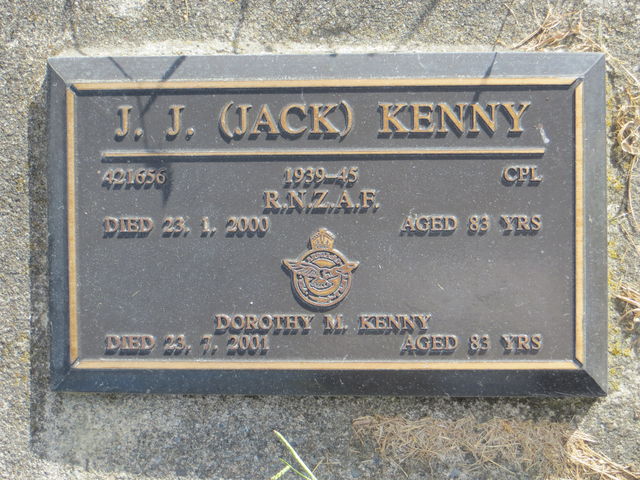 J. J. (JACK) KENNY
421656 1939–45 CPL
R.N.Z.A.F.
DIED 23. 1. 2000 AGED 83 YRS
DOROTHY M. KENNY
DIED 23. 7. 2001 AGED 83 YRS